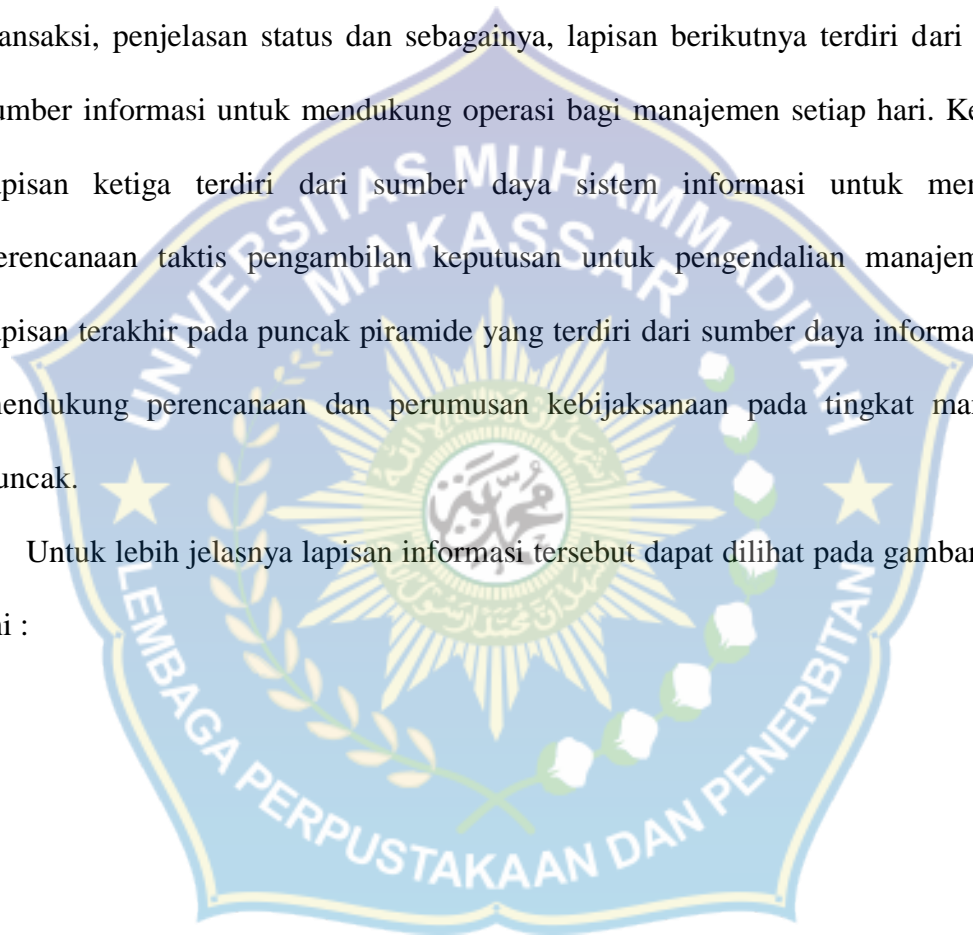 ansaksi, penjelasan status dan sebagainya, lapisan berikutnya terdiri dari
umber informasi untuk mendukung operasi bagi manajemen setiap hari. Ke
apisan ketiga terdiri dari sumber daya sistem informasi untuk men
erencanaan taktis pengambilan keputusan untuk pengendalian manajem
apisan terakhir pada puncak piramide yang terdiri dari sumber daya informa
mendukung perencanaan dan perumusan kebijaksanaan pada tingkat ma
uncak.
Untuk lebih jelasnya lapisan informasi tersebut dapat dilihat pada gambar
ni :
UNIVERSITAS MUHAMMADIYAH
MAKASSAR
محمد
LEMBAGA PERPUSTAKAAN DAN PENERBITAN